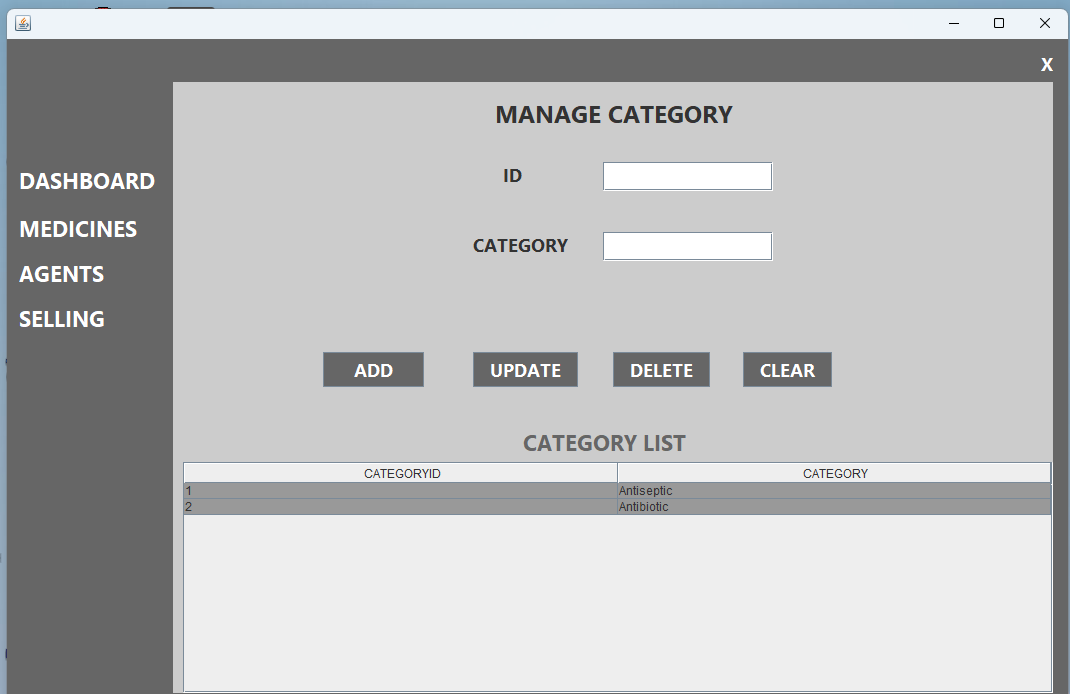 X
MANAGE CATEGORY
ID
DASHBOARD
MEDICINES
CATEGORY
AGENTS
SELLING
ADD UPDATE DELETE CLEAR
CATEGORY LIST
CATEGORYID CATEGORY
1 Antiseptic
2 Antibiotic